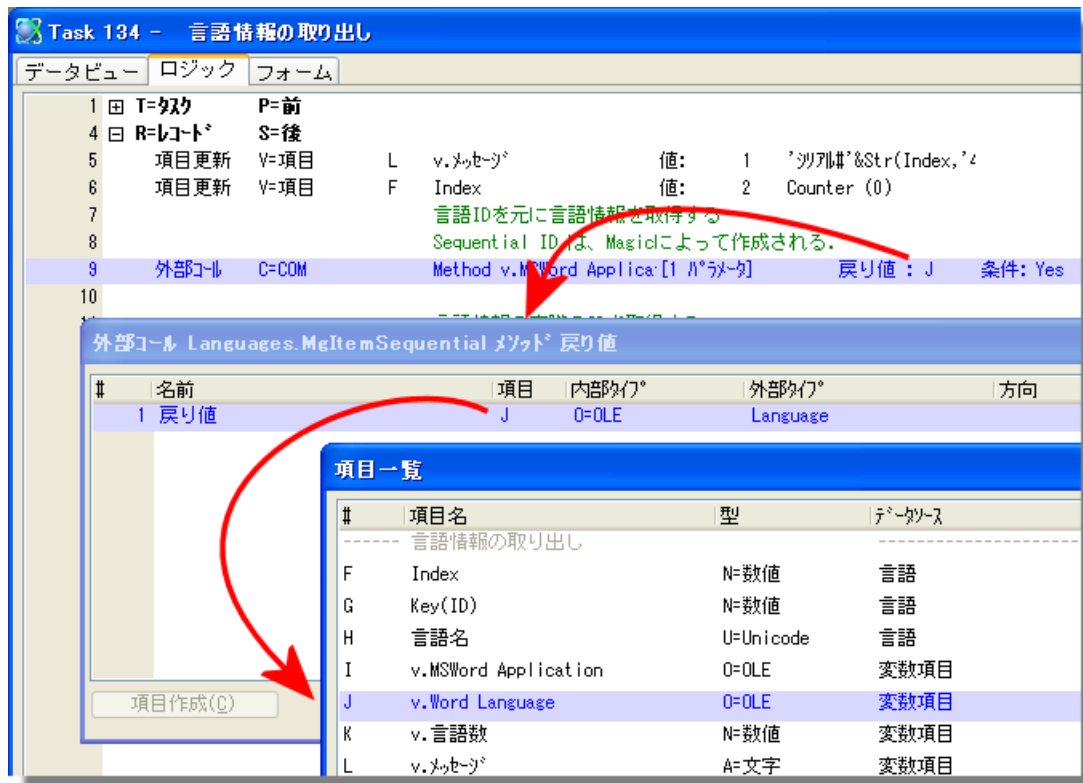 Task 134 - 言語情報の取り出し
データビュー ロジック フォーム
1 T=タスク P=前
4 R=レコード S=後
5 項目更新 V=項目 L v.メッセージ 値: 1 'シリアル#'&Str(Index,'
6 項目更新 V=項目 F Index 値: 2 Counter (0)
7 言語IDを元に言語情報を取得する
8 Sequential ID は、Magicによって作成される.
9 外部コール C=COM Method v.MSWord Applica [1 パラメータ] 戻り値 : J 条件: Yes
10
外部コール Languages.MgItemSequential メソッド 戻り値
# 名前 項目 内部タイプ 外部タイプ 方向
1 戻り値 J O=OLE Language
項目一覧
# 項目名 型 データソース
------ 言語情報の取り出し ---------------------
F Index N=数値 言語
G Key(ID) N=数値 言語
H 言語名 U=Unicode 言語
I v.MSWord Application O=OLE 変数項目
J v.Word Language O=OLE 変数項目
K v.言語数 N=数値 変数項目
L v.メッセージ A=文字 変数項目
項目作成(C)